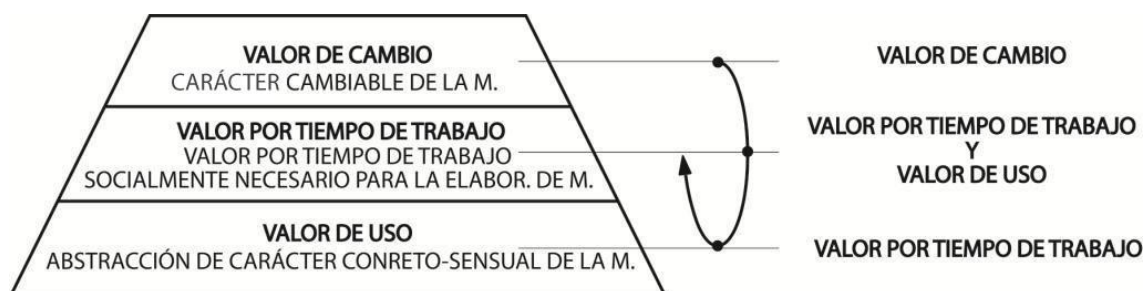 VALOR DE CAMBIO
CARÁCTER CAMBIABLE DE LA M.
VALOR POR TIEMPO DE TRABAJO
VALOR POR TIEMPO DE TRABAJO
SOCIALMENTE NECESARIO PARA LA ELABOR. DE M.
VALOR DE USO
ABSTRACCIÓN DE CARÁCTER CONRETO-SENSUAL DE LA M.
VALOR DE CAMBIO
VALOR POR TIEMPO DE TRABAJO
Y
VALOR DE USO
VALOR POR TIEMPO DE TRABAJO